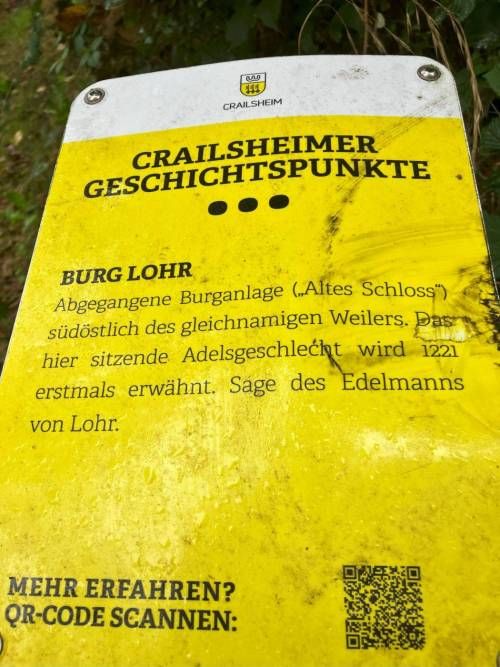 CRAILSHEIM
CRAILSHEIMER
GESCHICHTSPUNKTE
BURG LOHR
Abgegangene Burganlage („Altes Schloss“)
südöstlich des gleichnamigen Weilers. Das
hier sitzende Adelsgeschlecht wird 1221
erstmals erwähnt. Sage des Edelmanns
von Lohr.
MEHR ERFAHREN?
QR-CODE SCANNEN: